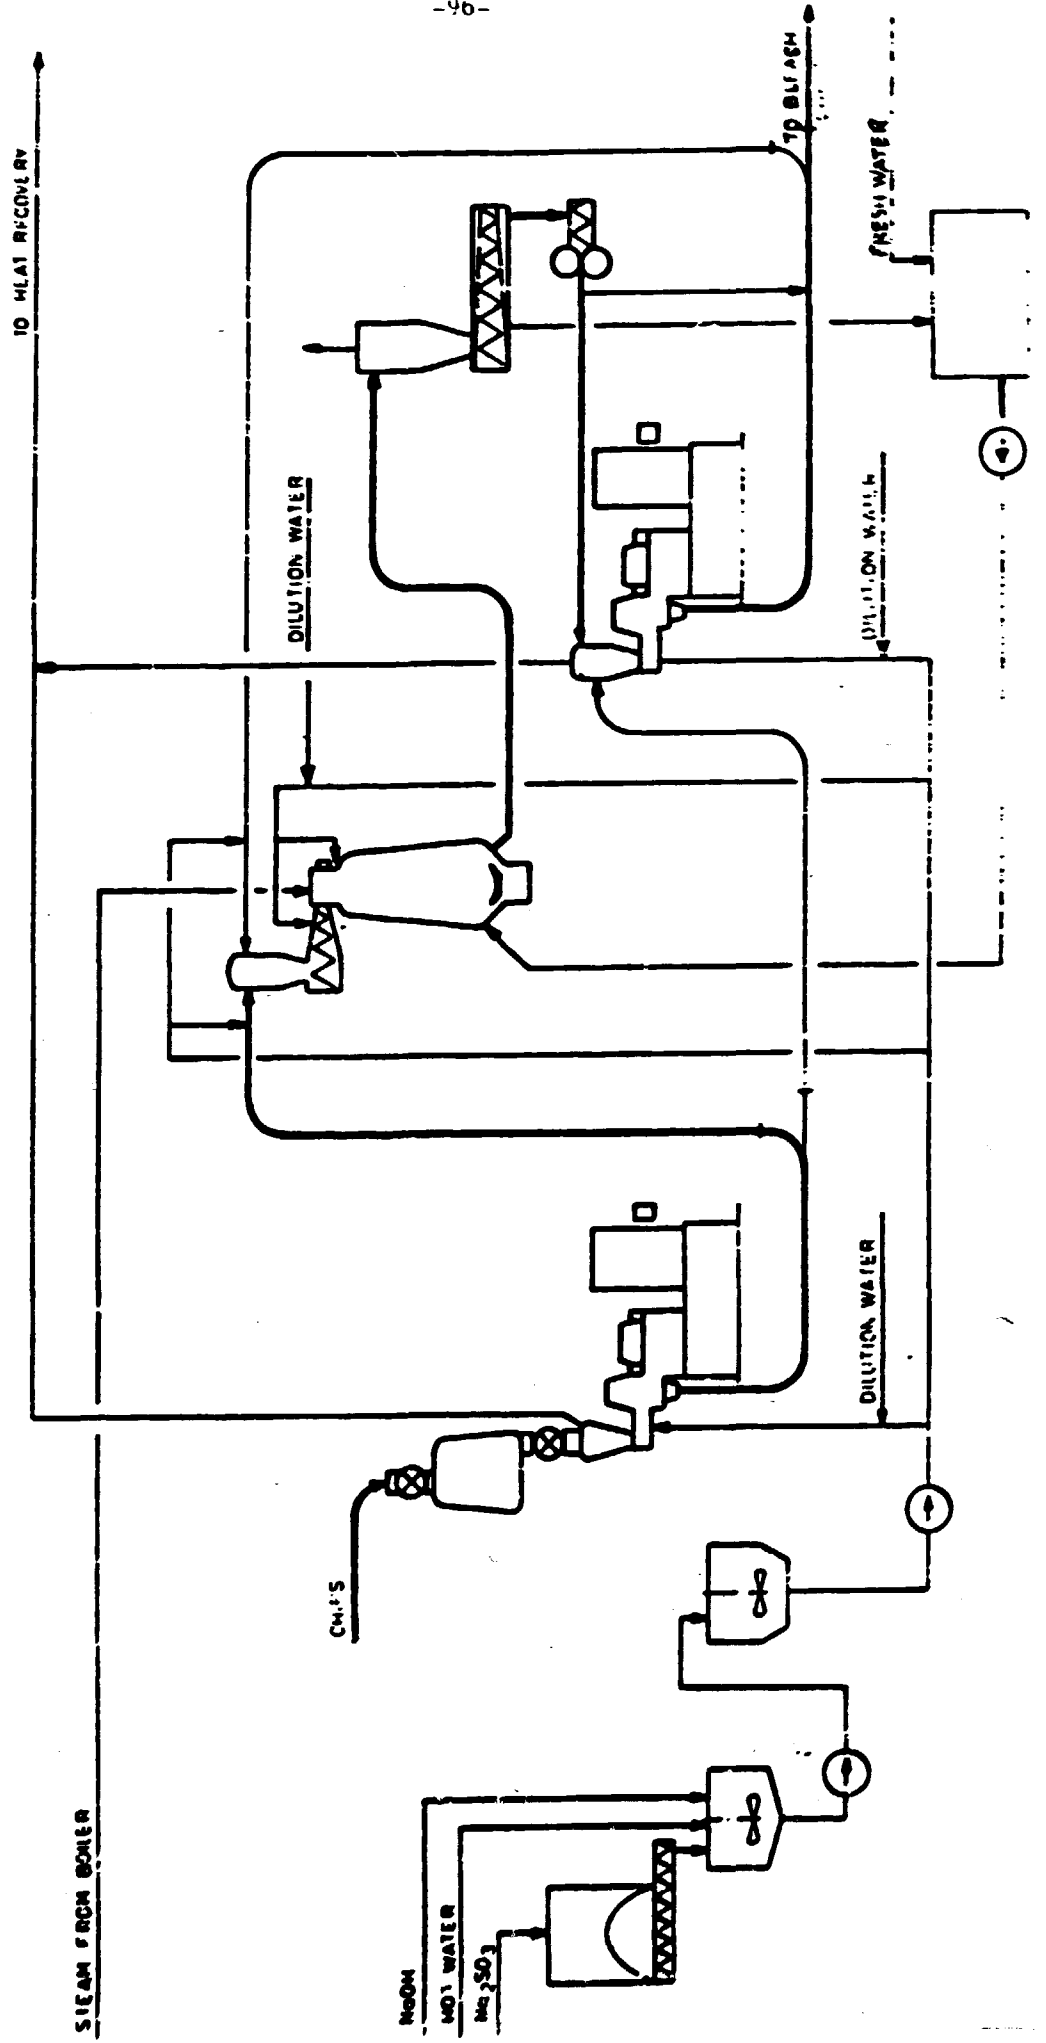 -96-
TO HEAT RECOVERY
TO BLEACH
FRESH WATER
DILUTION WATER
DILUTION WATER
DILUTION WATER
CHIPS
STEAM FROM BOILER
NaOH
HOT WATER
Na2SO3